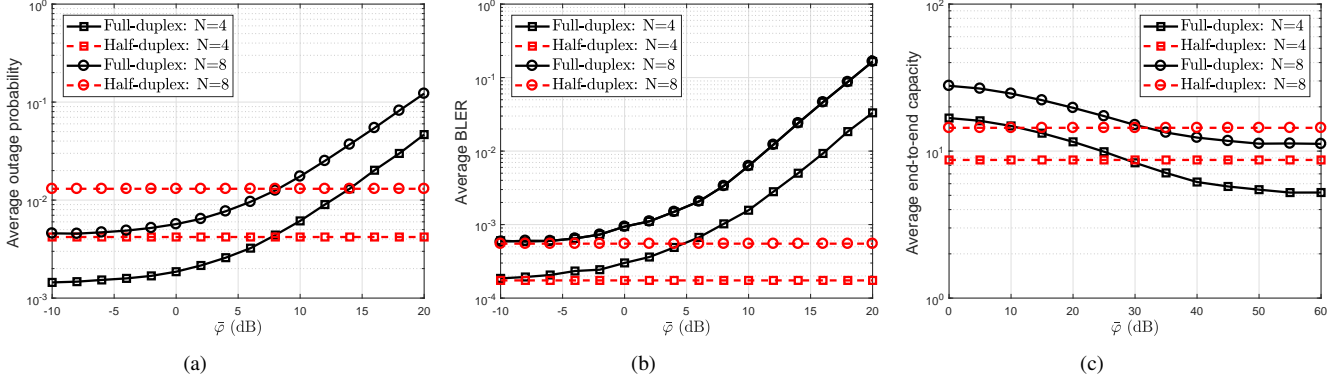 Average outage probability
10^0
10^-1
10^-2
10^-3
Full-duplex: N=4
Half-duplex: N=4
Full-duplex: N=8
Half-duplex: N=8
-10 -5 0 5 10 15 20
φ̄ (dB)
(a)
Average BLER
10^0
10^-1
10^-2
10^-3
10^-4
Full-duplex: N=4
Half-duplex: N=4
Full-duplex: N=8
Half-duplex: N=8
-10 -5 0 5 10 15 20
φ̄ (dB)
(b)
Average end-to-end capacity
10^2
10^1
10^0
Full-duplex: N=4
Half-duplex: N=4
Full-duplex: N=8
Half-duplex: N=8
0 10 20 30 40 50 60
φ̄ (dB)
(c)